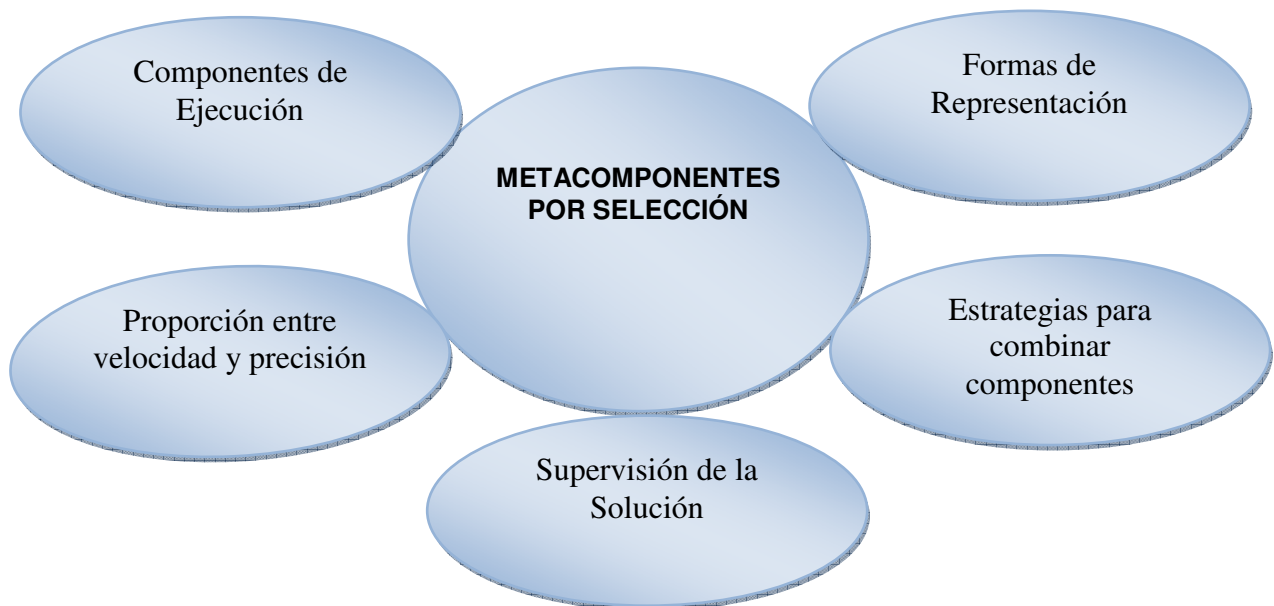 Componentes de
Ejecución
Formas de
Representación
METACOMPONENTES
POR SELECCIÓN
Proporción entre
velocidad y precisión
Estrategias para
combinar
componentes
Supervisión de la
Solución